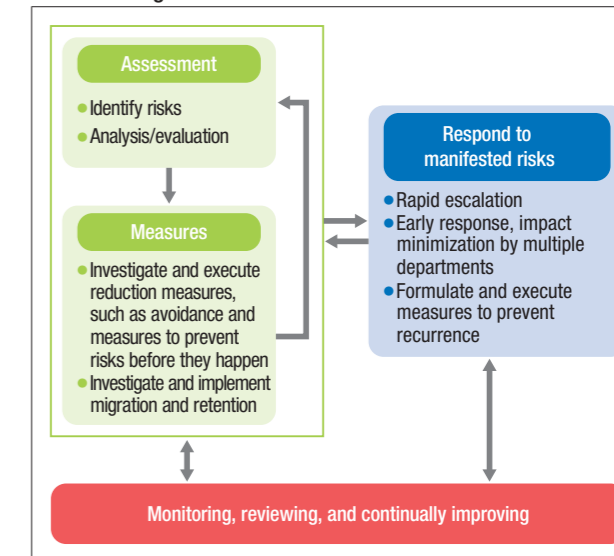 Assessment
●Identify risks
●Analysis/evaluation
Measures
●Investigate and execute
reduction measures,
such as avoidance and
measures to prevent
risks before they happen
●Investigate and implement
migration and retention
Respond to
manifested risks
●Rapid escalation
●Early response, impact
minimization by multiple
departments
●Formulate and execute
measures to prevent
recurrence
Monitoring, reviewing, and continually improving